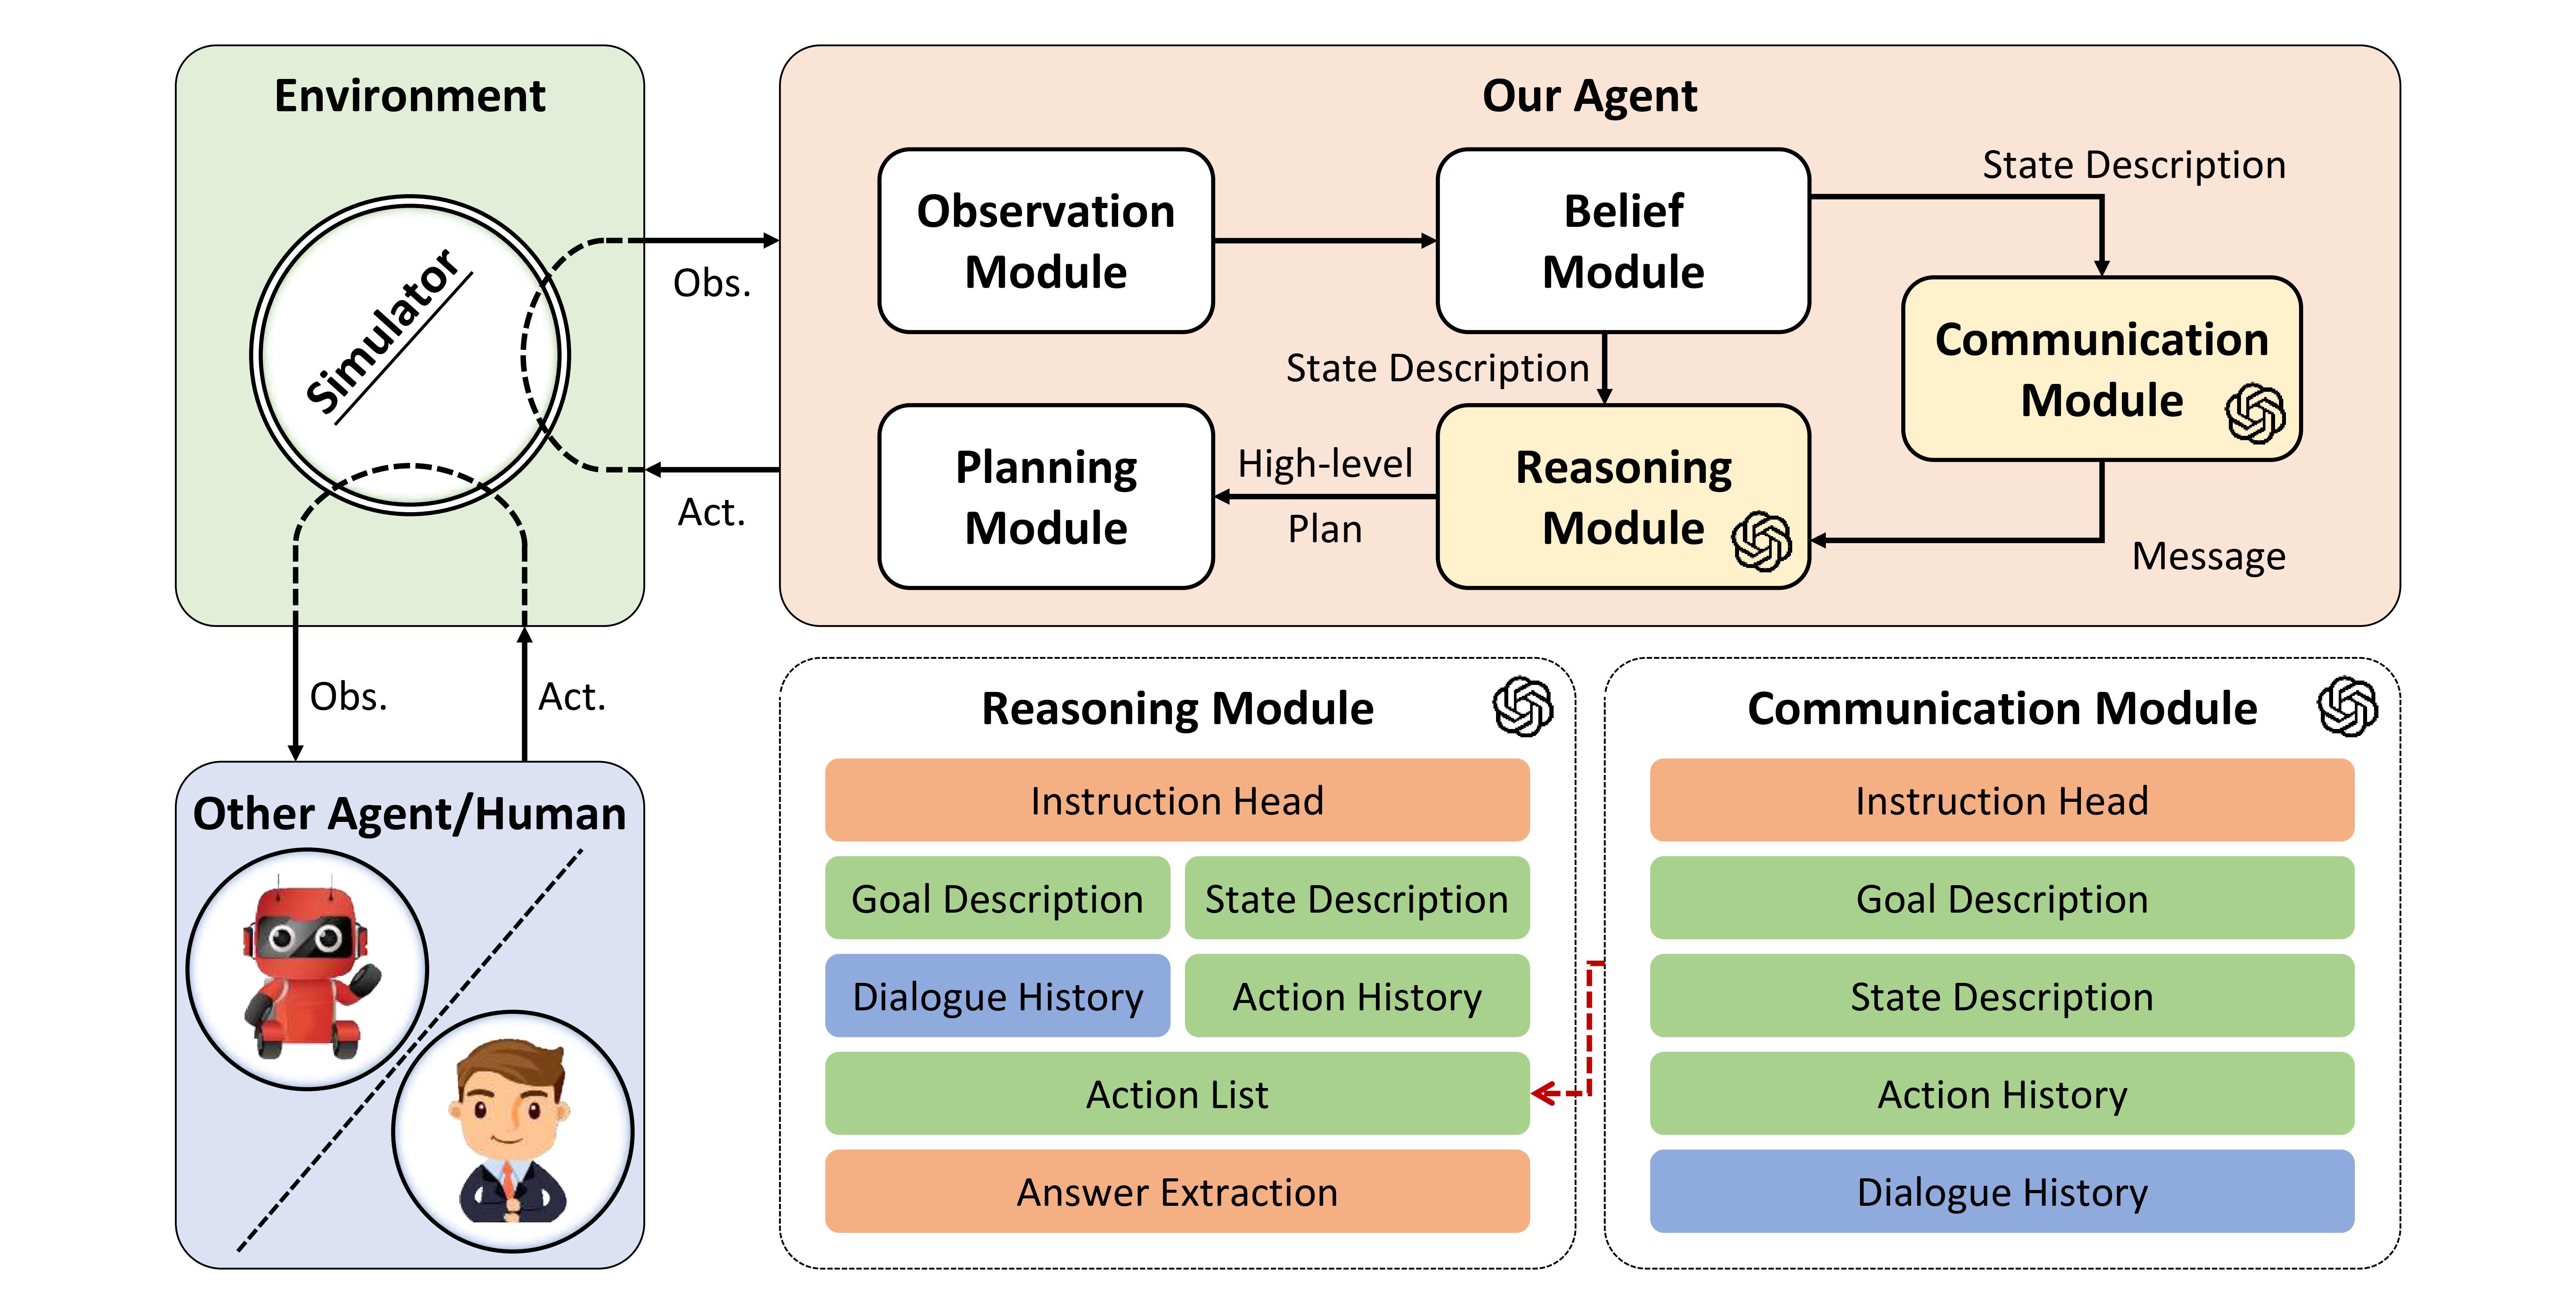 Environment
Simulator
Obs.
Act.
Obs.
Act.
Other Agent/Human
Our Agent
Observation
Module
Belief
Module
State Description
Communication
Module
State Description
Planning
Module
High-level
Plan
Reasoning
Module
Message
Reasoning Module
Instruction Head
Goal Description
State Description
Dialogue History
Action History
Action List
Answer Extraction
Communication Module
Instruction Head
Goal Description
State Description
Action History
Dialogue History